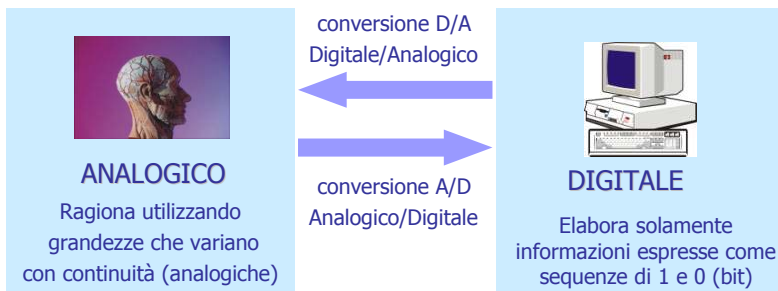 ANALOGICO
Ragiona utilizzando
grandezze che variano
con continuità (analogiche)
conversione D/A
Digitale/Analogico
conversione A/D
Analogico/Digitale
DIGITALE
Elabora solamente
informazioni espresse come
sequenze di 1 e 0 (bit)